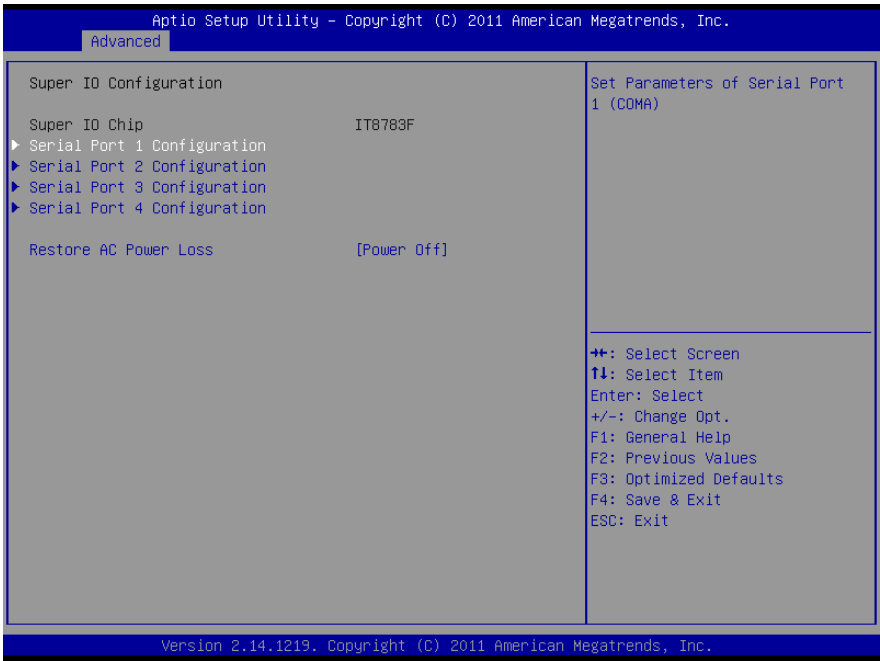 Aptio Setup Utility – Copyright (C) 2011 American Megatrends, Inc.
Advanced
Super IO Configuration
Super IO Chip IT8783F
Serial Port 1 Configuration
Serial Port 2 Configuration
Serial Port 3 Configuration
Serial Port 4 Configuration
Restore AC Power Loss [Power Off]
Set Parameters of Serial Port
1 (COMA)
→←: Select Screen
↑↓: Select Item
Enter: Select
+/-: Change Opt.
F1: General Help
F2: Previous Values
F3: Optimized Defaults
F4: Save & Exit
ESC: Exit
Version 2.14.1219. Copyright (C) 2011 American Megatrends, Inc.